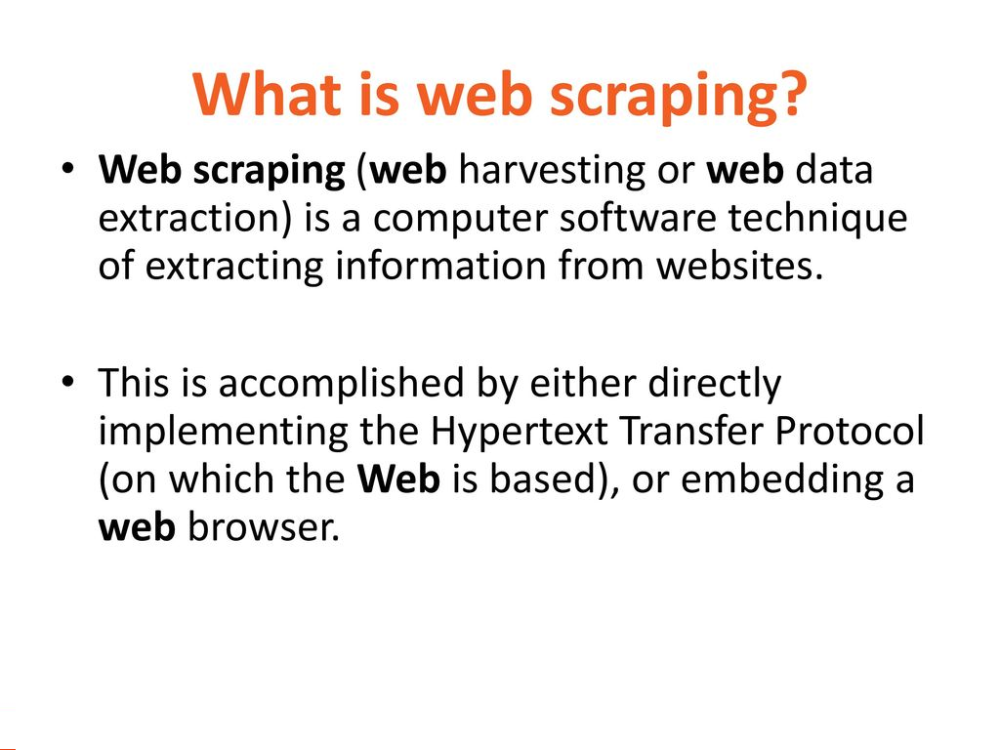 What is web scraping?
• Web scraping (web harvesting or web data
extraction) is a computer software technique
of extracting information from websites.
• This is accomplished by either directly
implementing the Hypertext Transfer Protocol
(on which the Web is based), or embedding a
web browser.